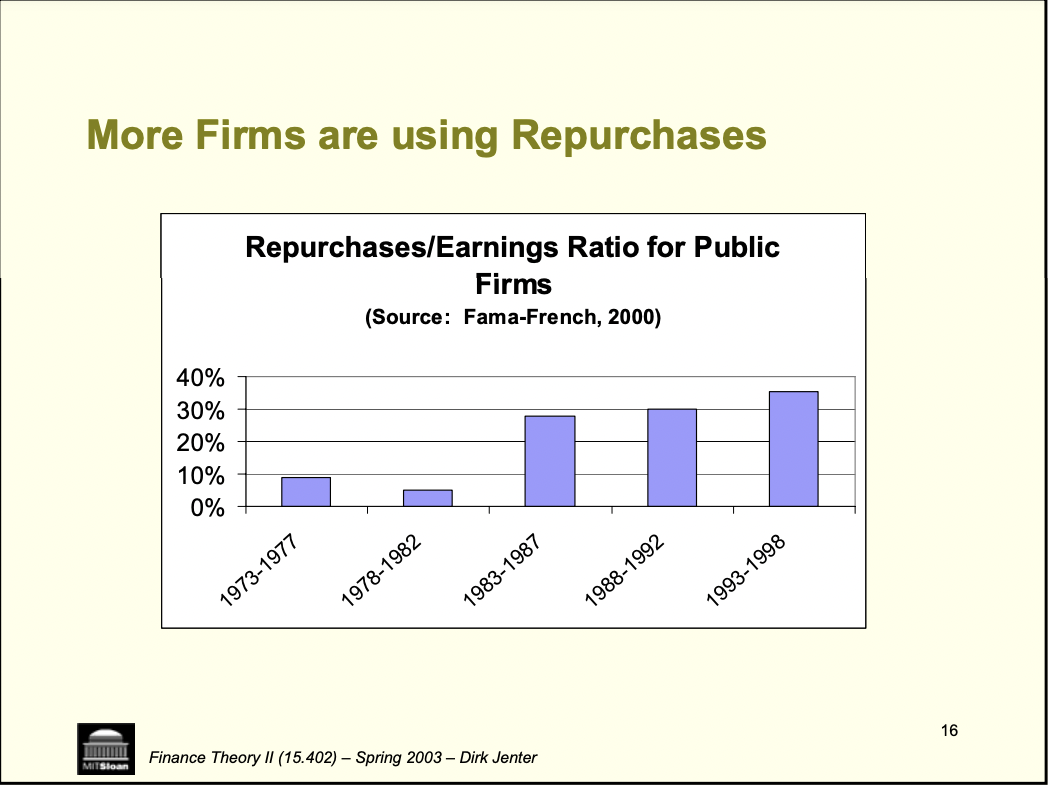 More Firms are using Repurchases
Repurchases/Earnings Ratio for Public
Firms
(Source:  Fama-French, 2000)
40%
30%
20%
10%
0%
1973-1977
1978-1982
1983-1987
1988-1992
1993-1998
16
MITSloan
Finance Theory II (15.402) – Spring 2003 – Dirk Jenter